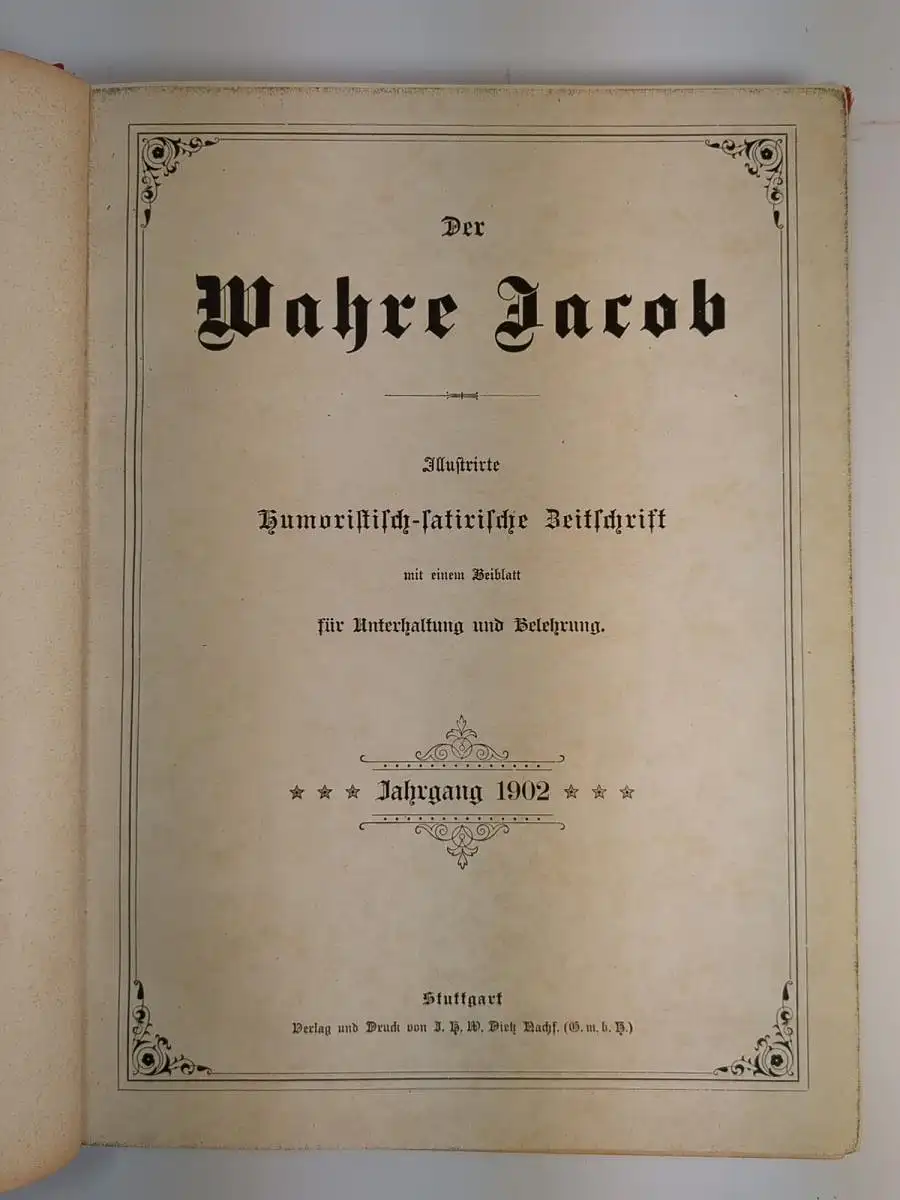 Der
Wahre Jacob
Illustrirte
Humoristisch-satirische Zeitschrift
mit einem Beiblatt
für Unterhaltung und Belehrung.
Jahrgang 1902
Stuttgart
Verlag und Druck von J. H. W. Dietz Nachf. (G. m. b. H.)